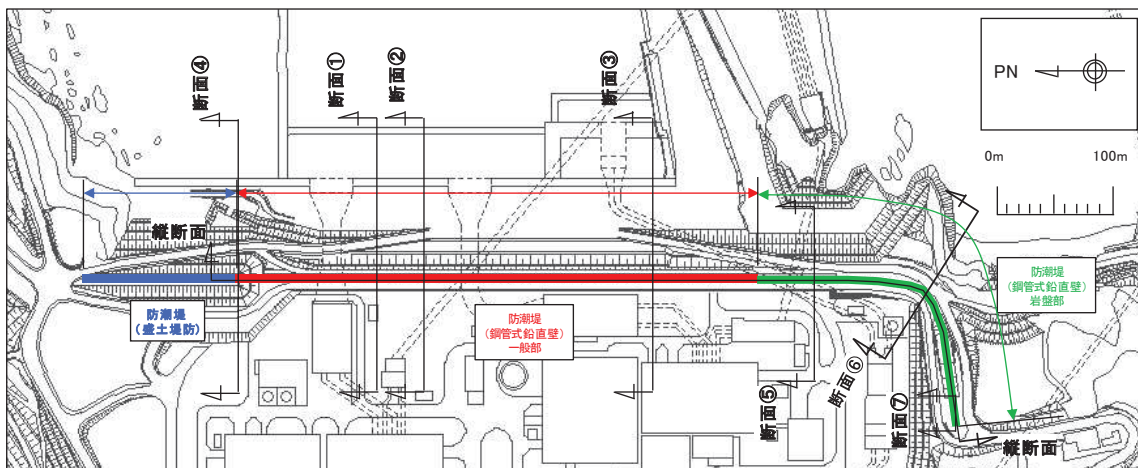 断面④
断面①
断面②
断面③
PN
0m 100m
縦断面
防潮堤
(盛土堤防)
防潮堤
(鋼管式鉛直壁)
一般部
防潮堤
(鋼管式鉛直壁)
岩盤部
断面⑤
断面⑥
断面⑦
縦断面